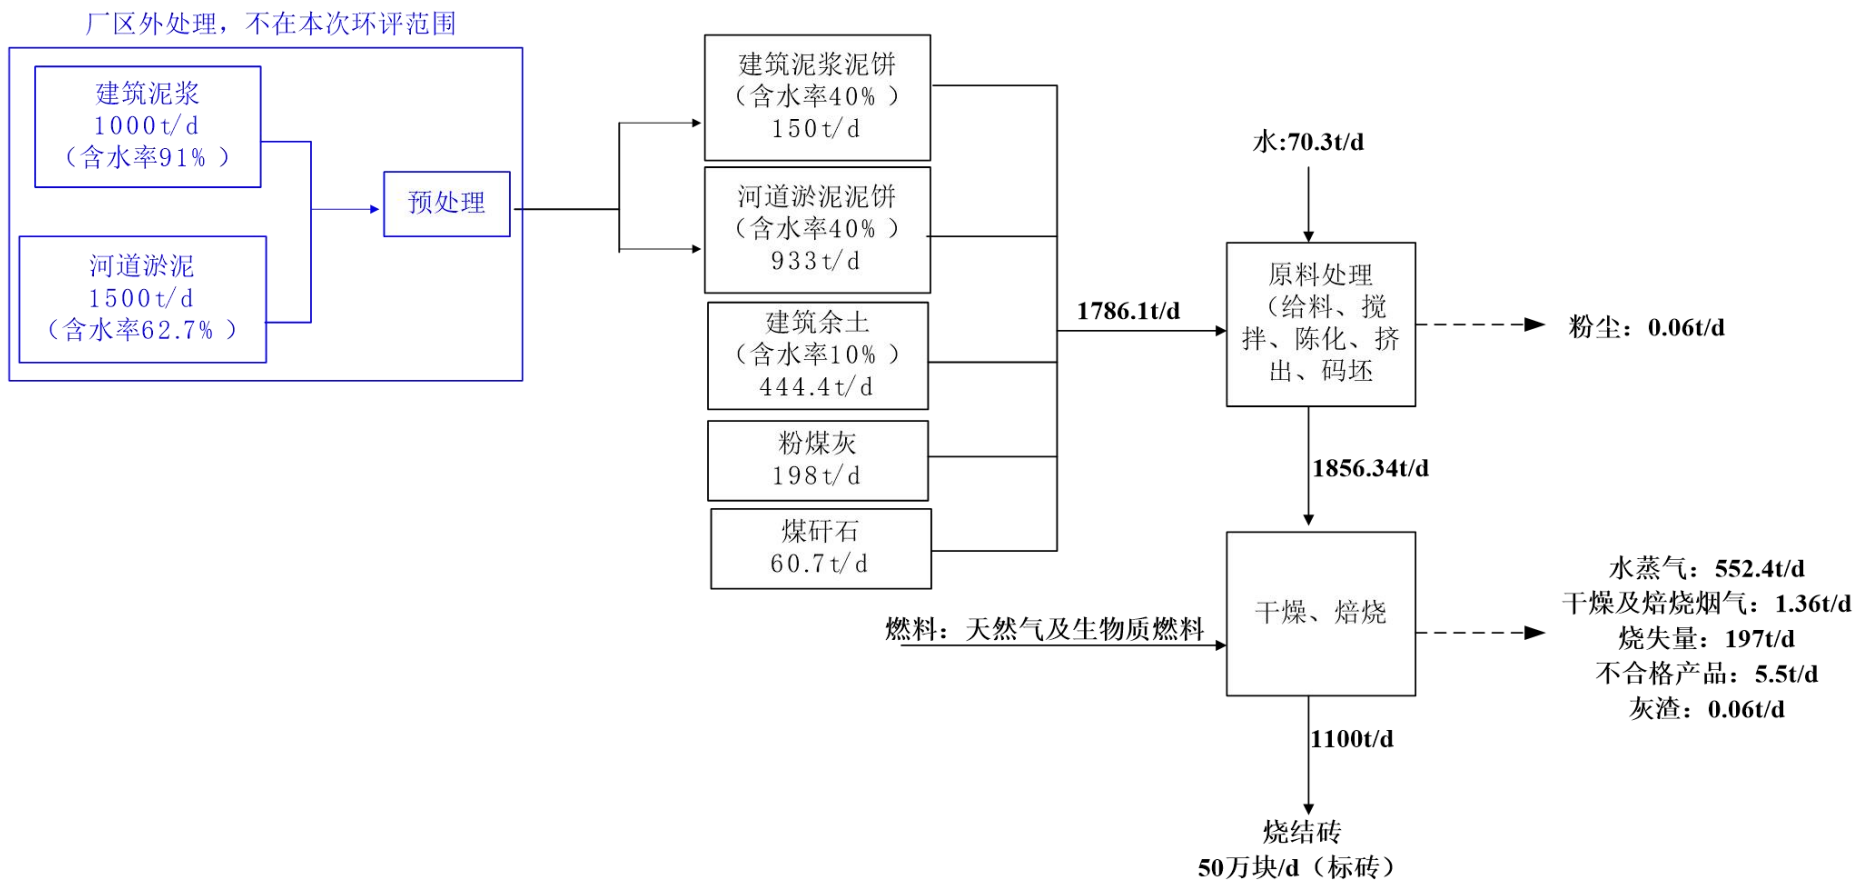 厂区外处理，不在本次环评范围
建筑泥浆
1000t/d
（含水率91%）
河道淤泥
1500t/d
（含水率62.7%）
预处理
建筑泥浆泥饼
（含水率40%）
150t/d
河道淤泥泥饼
（含水率40%）
933t/d
建筑余土
（含水率10%）
444.4t/d
粉煤灰
198t/d
煤矸石
60.7t/d
1786.1t/d
水:70.3t/d
原料处理
（给料、搅
拌、陈化、挤
出、码坯
粉尘：0.06t/d
1856.34t/d
燃料：天然气及生物质燃料
干燥、焙烧
水蒸气：552.4t/d
干燥及焙烧烟气：1.36t/d
烧失量：197t/d
不合格产品：5.5t/d
灰渣：0.06t/d
1100t/d
烧结砖
50万块/d（标砖）